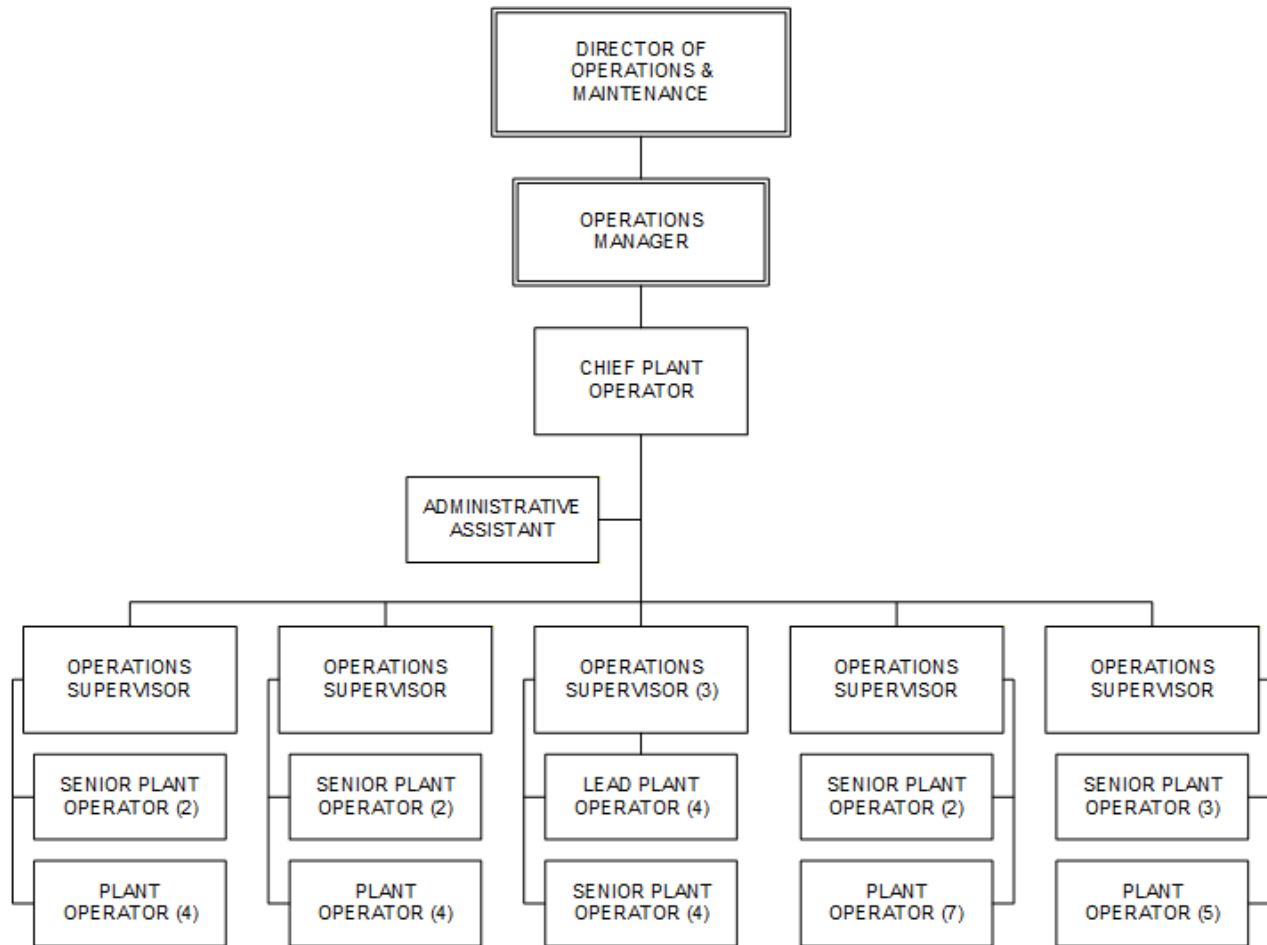 DIRECTOR OF
OPERATIONS &
MAINTENANCE
OPERATIONS
MANAGER
CHIEF PLANT
OPERATOR
ADMINISTRATIVE
ASSISTANT
OPERATIONS
SUPERVISOR
OPERATIONS
SUPERVISOR
OPERATIONS
SUPERVISOR (3)
OPERATIONS
SUPERVISOR
OPERATIONS
SUPERVISOR
SENIOR PLANT
OPERATOR (2)
SENIOR PLANT
OPERATOR (2)
LEAD PLANT
OPERATOR (4)
SENIOR PLANT
OPERATOR (2)
SENIOR PLANT
OPERATOR (3)
PLANT
OPERATOR (4)
PLANT
OPERATOR (4)
SENIOR PLANT
OPERATOR (4)
PLANT
OPERATOR (7)
PLANT
OPERATOR (5)